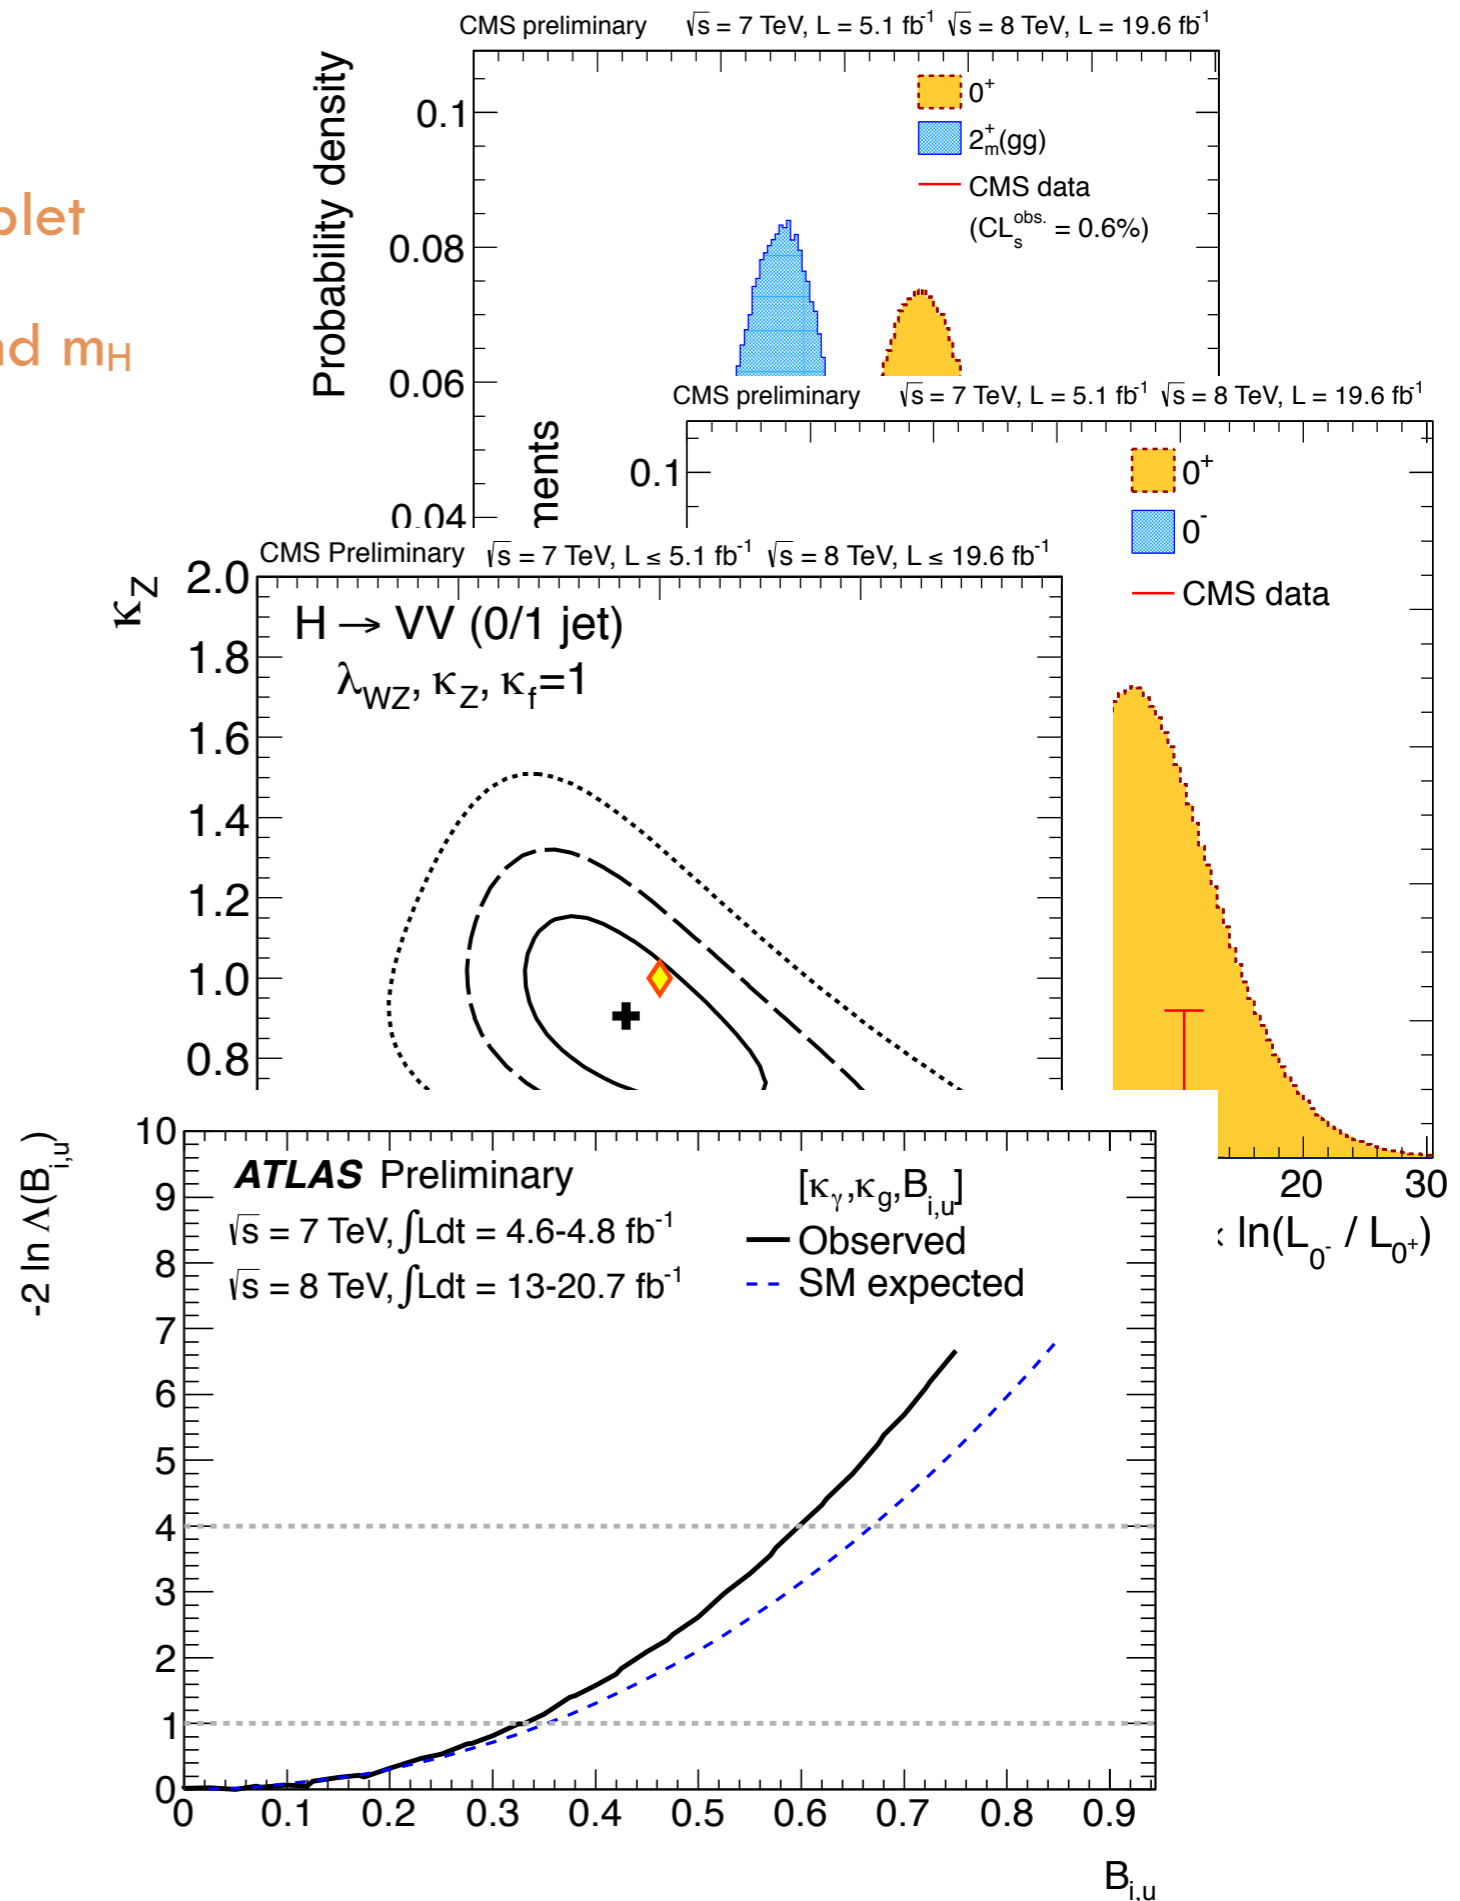 CMS preliminary √s = 7 TeV, L = 5.1 fb⁻¹ √s = 8 TeV, L = 19.6 fb⁻¹
Probability density
0.1
0.08
0.06
0.04
0⁺
2⁺ₘ(gg)
CMS data
(CLₛᵒᵇˢ· = 0.6%)
plet
nd mH
CMS preliminary √s = 7 TeV, L = 5.1 fb⁻¹ √s = 8 TeV, L = 19.6 fb⁻¹
ments
0.1
0⁺
0⁻
CMS data
20 30
ln(L₀₋ / L₀₊)
CMS Preliminary √s = 7 TeV, L ≤ 5.1 fb⁻¹ √s = 8 TeV, L ≤ 19.6 fb⁻¹
κZ
2.0
1.8
1.6
1.4
1.2
1.0
0.8
H → VV (0/1 jet)
λWZ, κZ, κf=1
-2 ln Λ(Bi,u)
10
9
8
7
6
5
4
3
2
1
0
ATLAS Preliminary
√s = 7 TeV, ∫Ldt = 4.6-4.8 fb⁻¹
√s = 8 TeV, ∫Ldt = 13-20.7 fb⁻¹
[κγ,κg,Bi,u]
Observed
SM expected
0 0.1 0.2 0.3 0.4 0.5 0.6 0.7 0.8 0.9
Bi,u